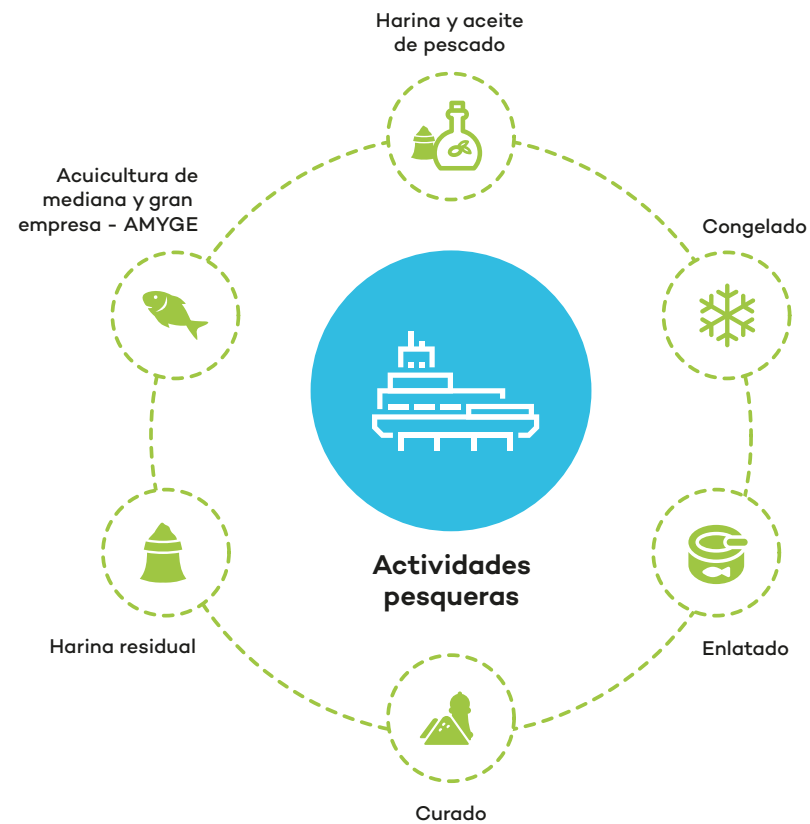 Harina y aceite
de pescado
Acuicultura de
mediana y gran
empresa - AMYGE
Congelado
Actividades
pesqueras
Harina residual
Enlatado
Curado